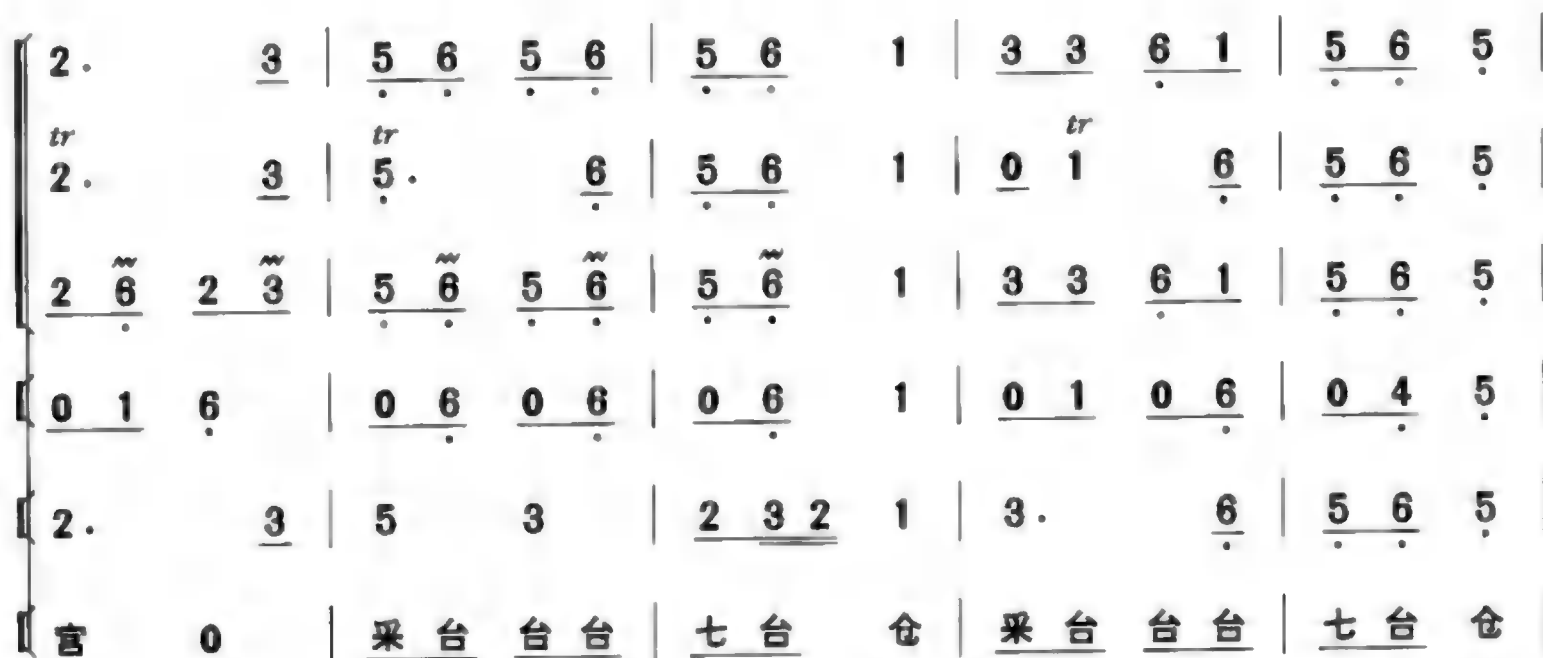 2. 3 | 5 6 5 6 | 5 6 1 | 3 3 6 1 | 5 6 5 |
tr tr tr
2. 3 | 5. 6 | 5 6 1 | 0 1 6 | 5 6 5 |
2 6 2 3 | 5 6 5 6 | 5 6 1 | 3 3 6 1 | 5 6 5 |
0 1 6 | 0 6 0 6 | 0 6 1 | 0 1 0 6 | 0 4 5 |
2. 3 | 5 3 | 2 3 2 1 | 3. 6 | 5 6 5 |
官 0 | 采 台 台 台 | 七 台 仓 | 采 台 台 台 | 七 台 仓 |